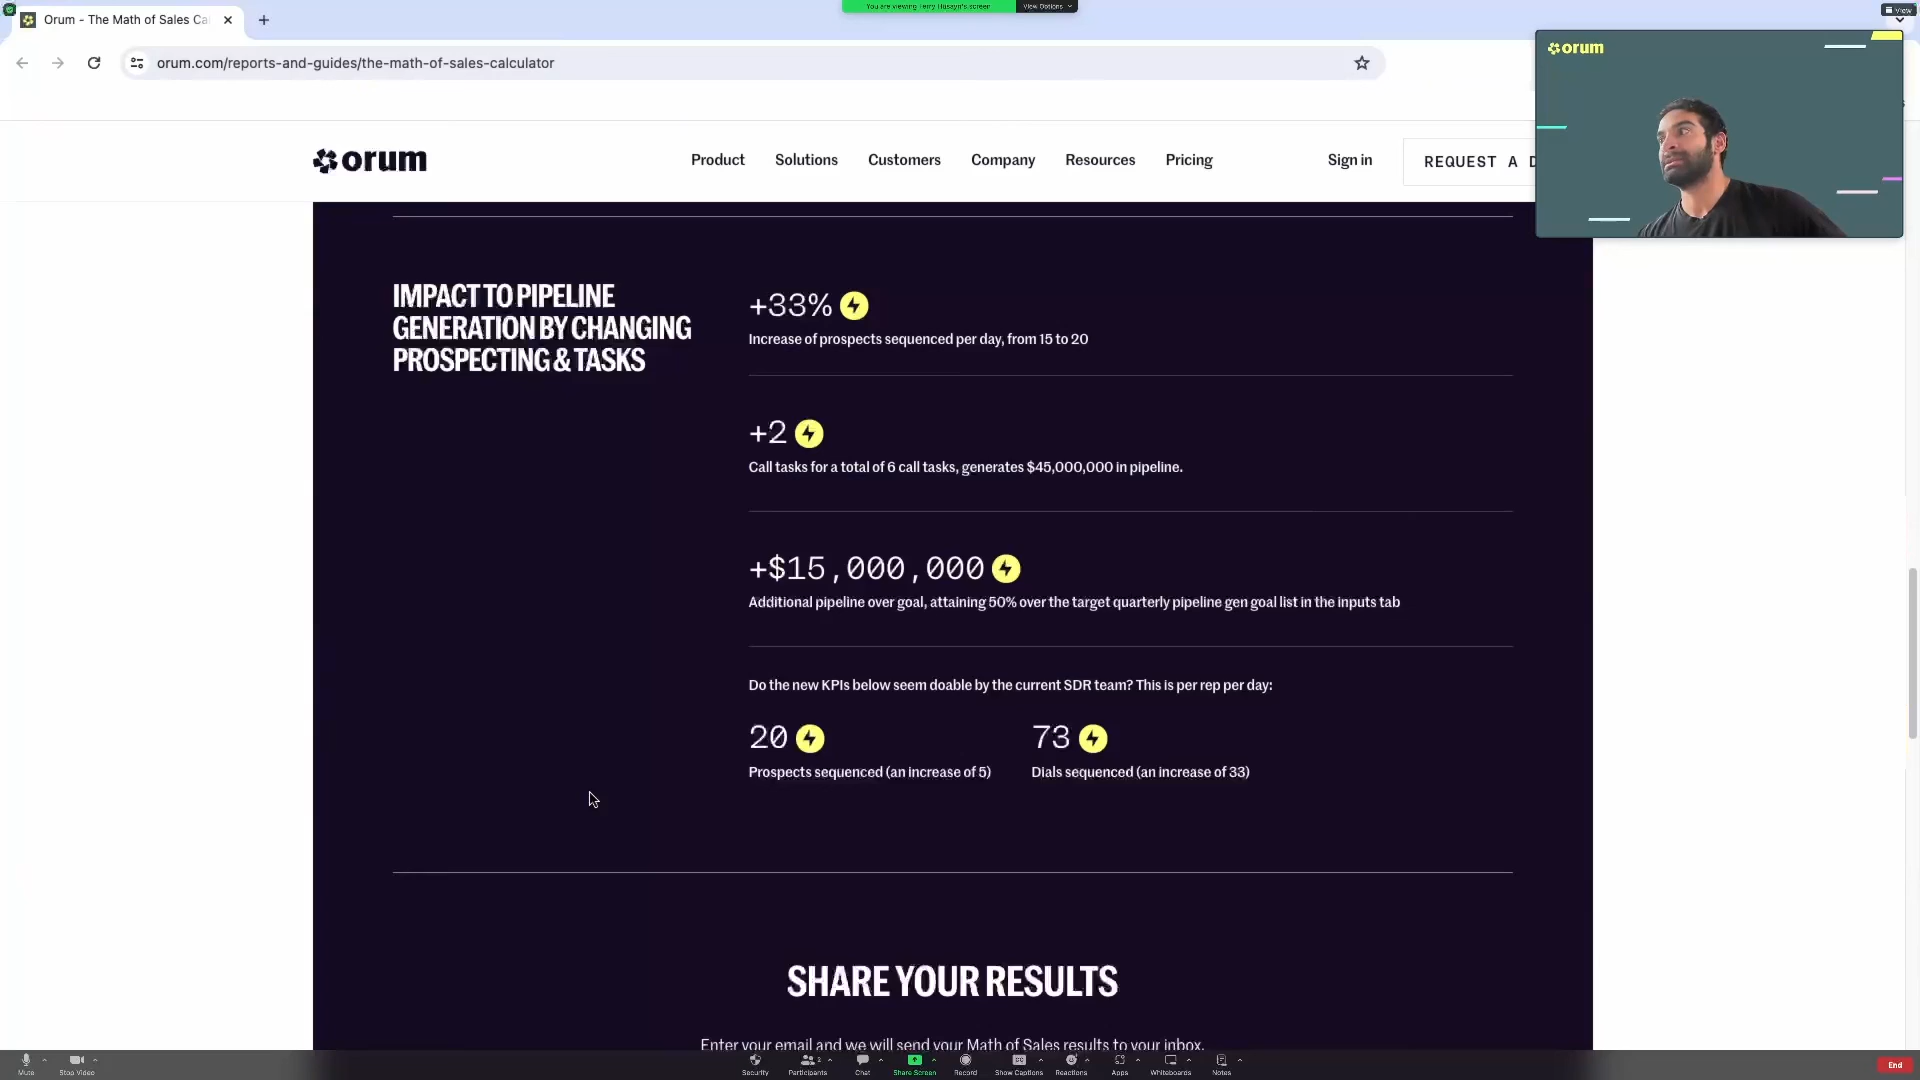 Orum - The Math of Sales Ca
You are viewing Terry Husayn's screen
View Options
View
orum.com/reports-and-guides/the-math-of-sales-calculator
orum
orum
Product
Solutions
Customers
Company
Resources
Pricing
Sign in
REQUEST A D
IMPACT TO PIPELINE
GENERATION BY CHANGING
PROSPECTING & TASKS
+33%
Increase of prospects sequenced per day, from 15 to 20
+2
Call tasks for a total of 6 call tasks, generates $45,000,000 in pipeline.
+$15,000,000
Additional pipeline over goal, attaining 50% over the target quarterly pipeline gen goal list in the inputs tab
Do the new KPIs below seem doable by the current SDR team? This is per rep per day:
20
Prospects sequenced (an increase of 5)
73
Dials sequenced (an increase of 33)
SHARE YOUR RESULTS
Enter your email and we will send your Math of Sales results to your inbox.
Mute
Stop Video
Security
Participants
2
Chat
Share Screen
Record
Show Captions
Reactions
Apps
Whiteboards
Notes
End